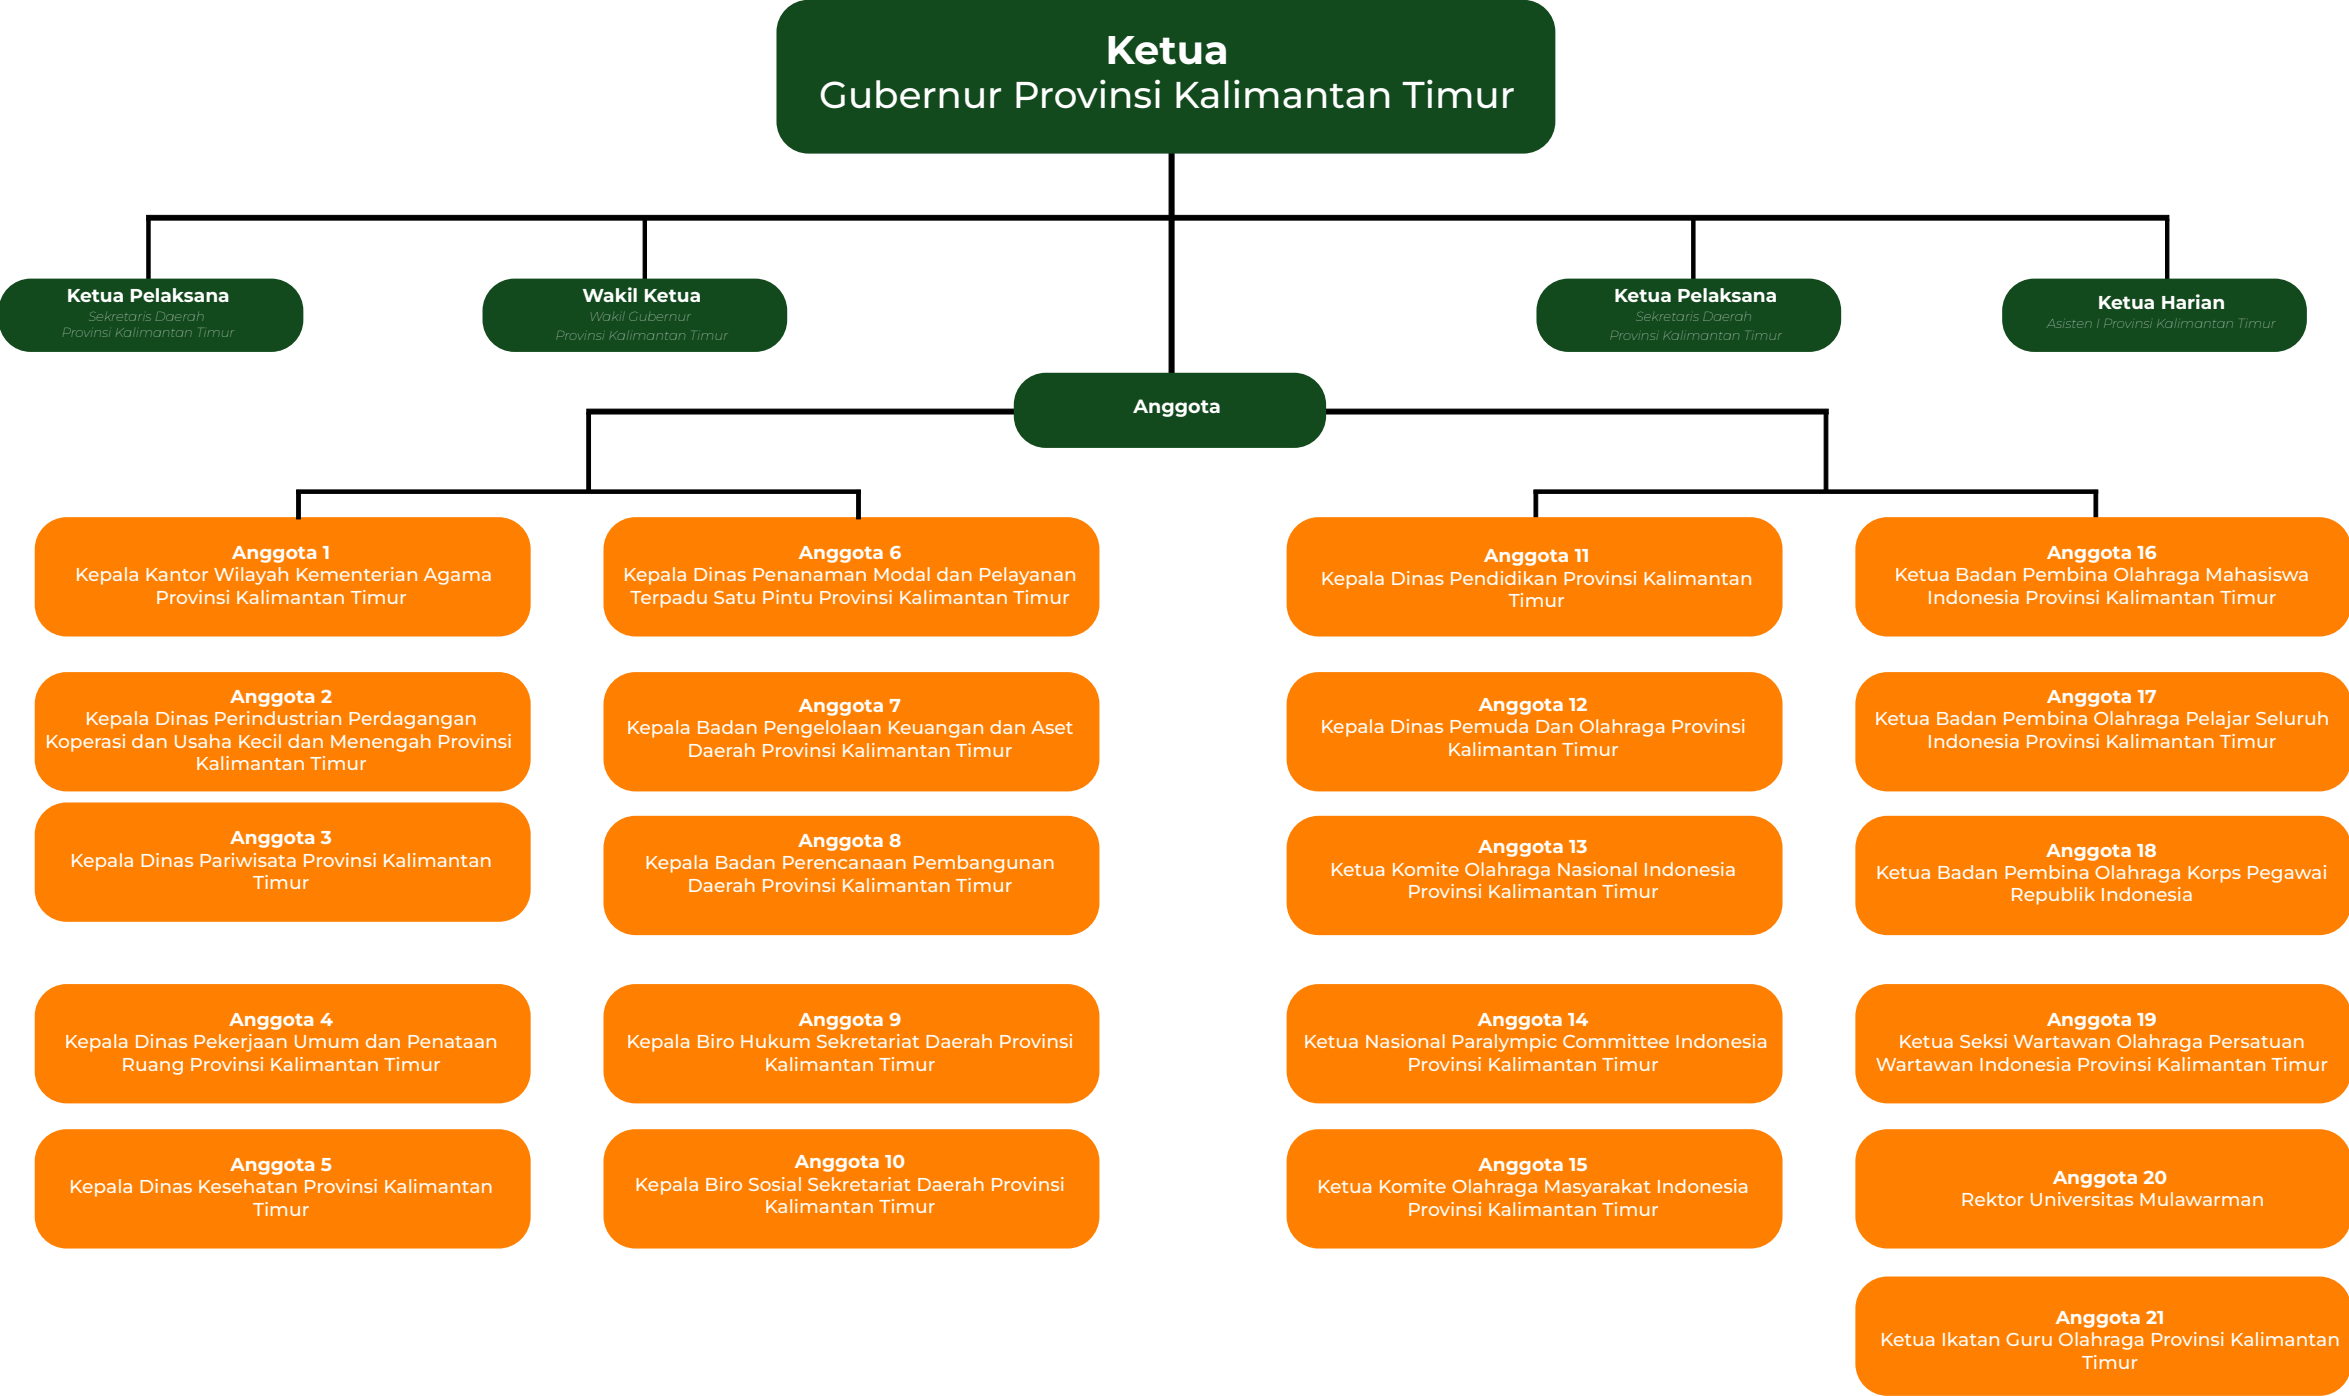 Ketua
Gubernur Provinsi Kalimantan Timur
Ketua Pelaksana
Sekretaris Daerah
Provinsi Kalimantan Timur
Wakil Ketua
Wakil Gubernur
Provinsi Kalimantan Timur
Ketua Pelaksana
Sekretaris Daerah
Provinsi Kalimantan Timur
Ketua Harian
Asisten I Provinsi Kalimantan Timur
Anggota
Anggota 1
Kepala Kantor Wilayah Kementerian Agama
Provinsi Kalimantan Timur
Anggota 2
Kepala Dinas Perindustrian Perdagangan
Koperasi dan Usaha Kecil dan Menengah Provinsi
Kalimantan Timur
Anggota 3
Kepala Dinas Pariwisata Provinsi Kalimantan
Timur
Anggota 4
Kepala Dinas Pekerjaan Umum dan Penataan
Ruang Provinsi Kalimantan Timur
Anggota 5
Kepala Dinas Kesehatan Provinsi Kalimantan
Timur
Anggota 6
Kepala Dinas Penanaman Modal dan Pelayanan
Terpadu Satu Pintu Provinsi Kalimantan Timur
Anggota 7
Kepala Badan Pengelolaan Keuangan dan Aset
Daerah Provinsi Kalimantan Timur
Anggota 8
Kepala Badan Perencanaan Pembangunan
Daerah Provinsi Kalimantan Timur
Anggota 9
Kepala Biro Hukum Sekretariat Daerah Provinsi
Kalimantan Timur
Anggota 10
Kepala Biro Sosial Sekretariat Daerah Provinsi
Kalimantan Timur
Anggota 11
Kepala Dinas Pendidikan Provinsi Kalimantan
Timur
Anggota 12
Kepala Dinas Pemuda Dan Olahraga Provinsi
Kalimantan Timur
Anggota 13
Ketua Komite Olahraga Nasional Indonesia
Provinsi Kalimantan Timur
Anggota 14
Ketua Nasional Paralympic Committee Indonesia
Provinsi Kalimantan Timur
Anggota 15
Ketua Komite Olahraga Masyarakat Indonesia
Provinsi Kalimantan Timur
Anggota 16
Ketua Badan Pembina Olahraga Mahasiswa
Indonesia Provinsi Kalimantan Timur
Anggota 17
Ketua Badan Pembina Olahraga Pelajar Seluruh
Indonesia Provinsi Kalimantan Timur
Anggota 18
Ketua Badan Pembina Olahraga Korps Pegawai
Republik Indonesia
Anggota 19
Ketua Seksi Wartawan Olahraga Persatuan
Wartawan Indonesia Provinsi Kalimantan Timur
Anggota 20
Rektor Universitas Mulawarman
Anggota 21
Ketua Ikatan Guru Olahraga Provinsi Kalimantan
Timur